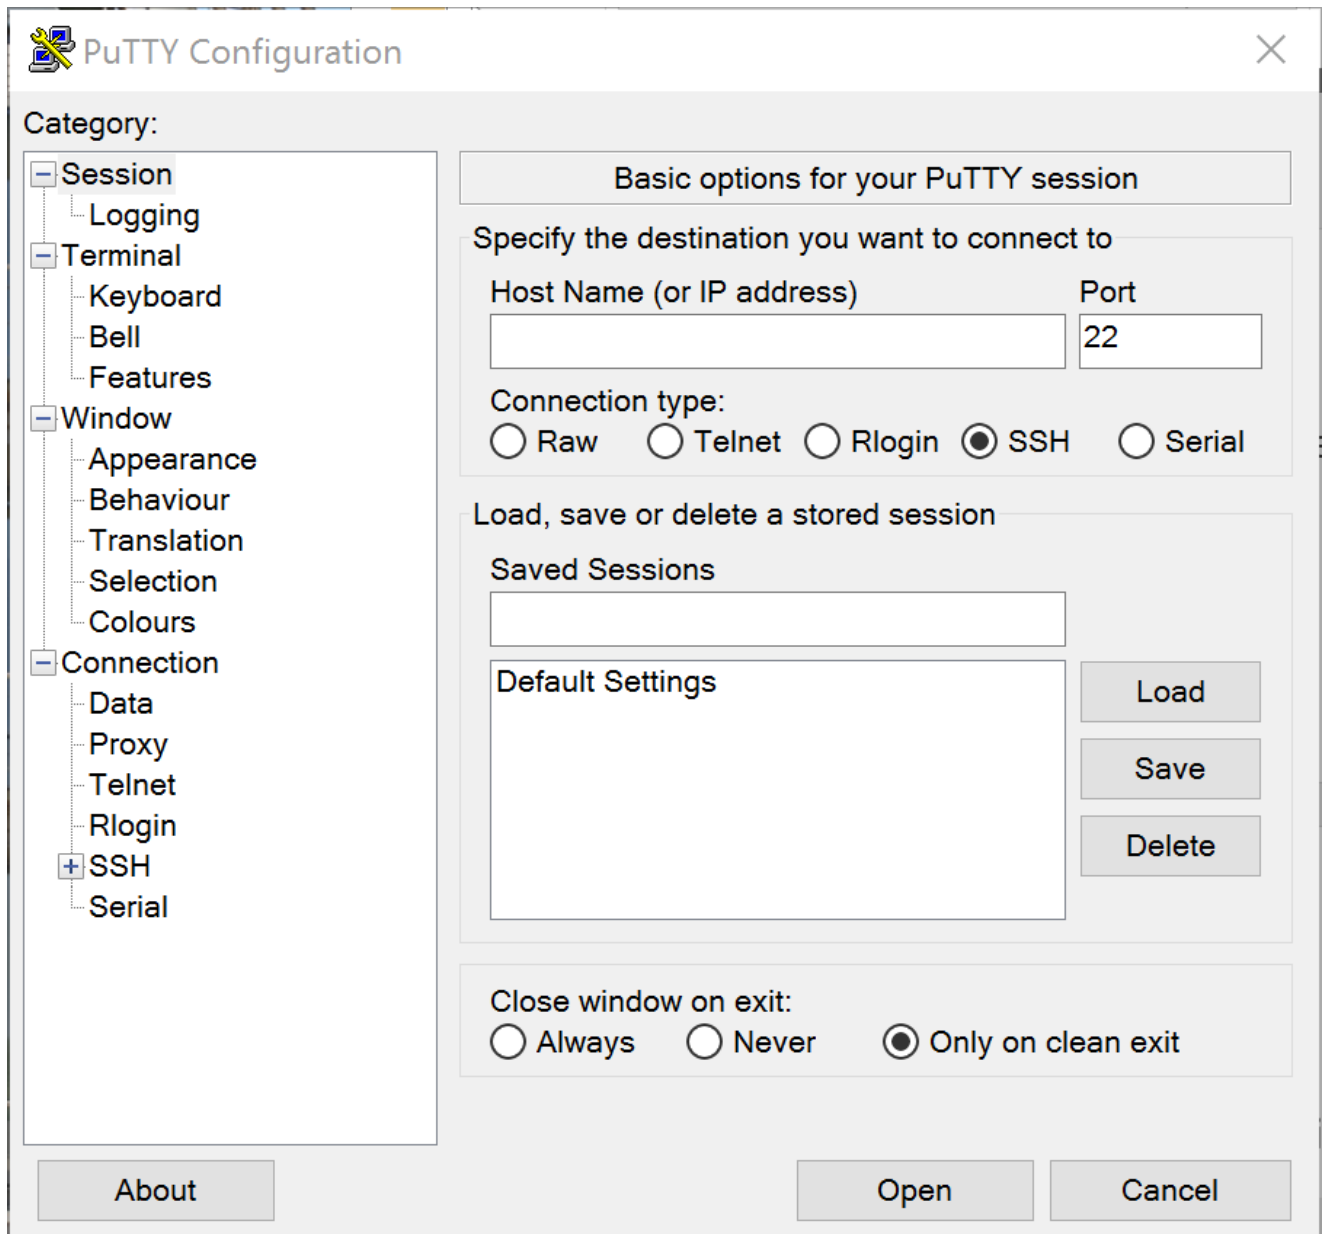 PuTTY Configuration
Category:
Session
Logging
Terminal
Keyboard
Bell
Features
Window
Appearance
Behaviour
Translation
Selection
Colours
Connection
Data
Proxy
Telnet
Rlogin
SSH
Serial
Basic options for your PuTTY session
Specify the destination you want to connect to
Host Name (or IP address) Port
22
Connection type:
Raw Telnet Rlogin SSH Serial
Load, save or delete a stored session
Saved Sessions
Default Settings
Load
Save
Delete
Close window on exit:
Always Never Only on clean exit
About Open Cancel